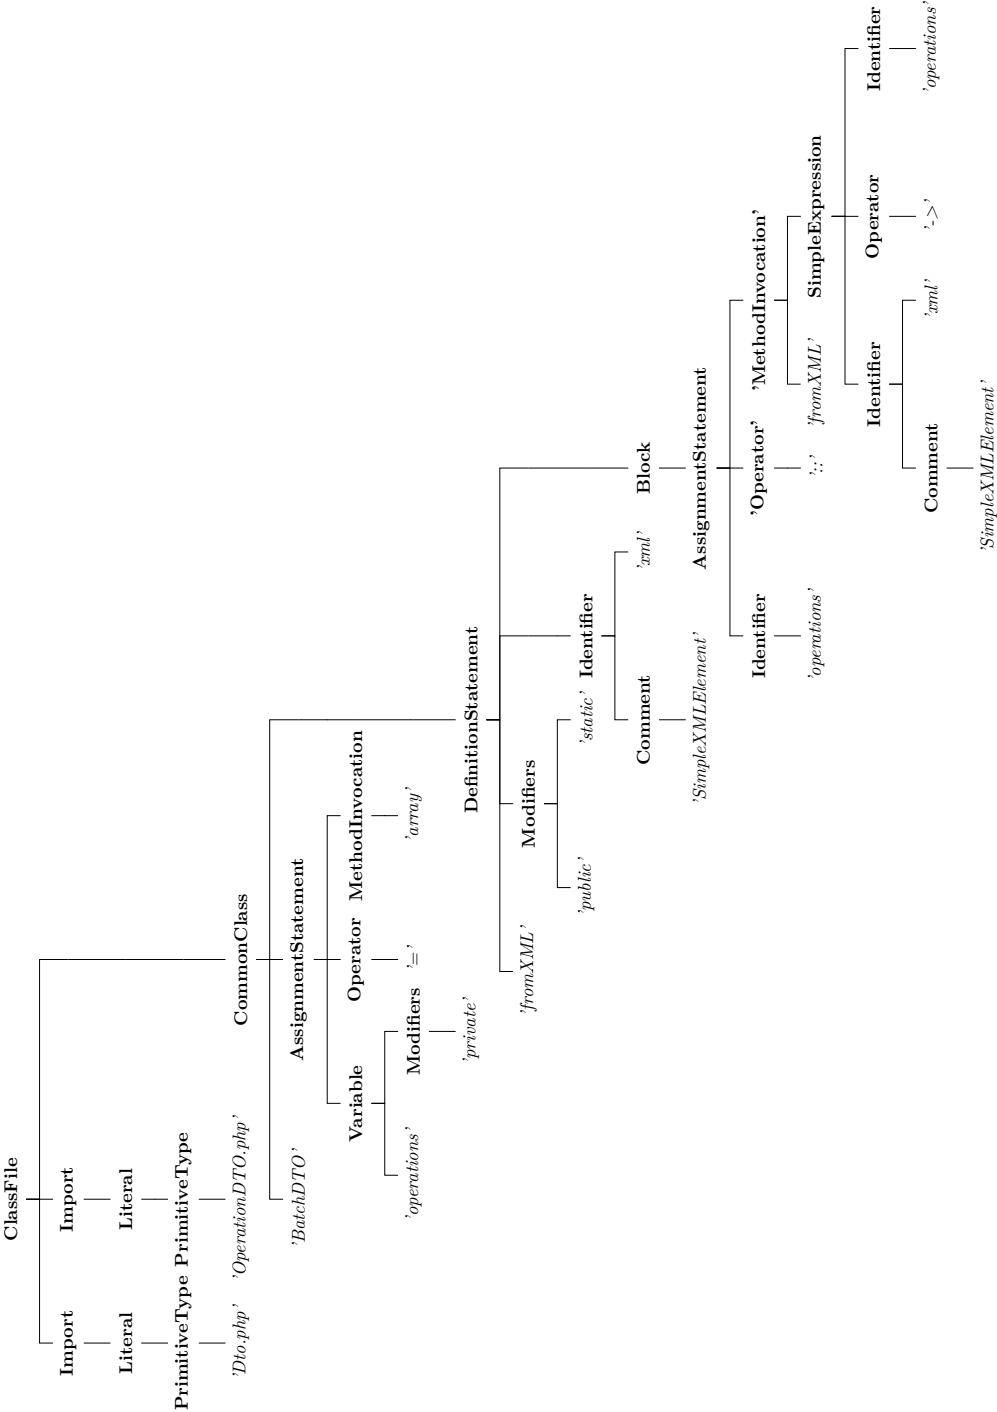 ClassFile
Import
Import
CommonClass
Literal
Literal
PrimitiveType
PrimitiveType
'Dto.php'
'OperationDTO.php'
'BatchDTO'
AssignmentStatement
DefinitionStatement
Variable
Operator
MethodInvocation
'operations'
Modifiers
'='
'array'
'private'
'fromXML'
Modifiers
Identifier
Block
'public'
'static'
Comment
'xml'
'SimpleXMLElement'
AssignmentStatement
Identifier
'Operator'
'MethodInvocation'
'operations'
'::'
'fromXML'
SimpleExpression
Identifier
Operator
Identifier
Comment
'xml'
'->'
'operations'
'SimpleXMLElement'